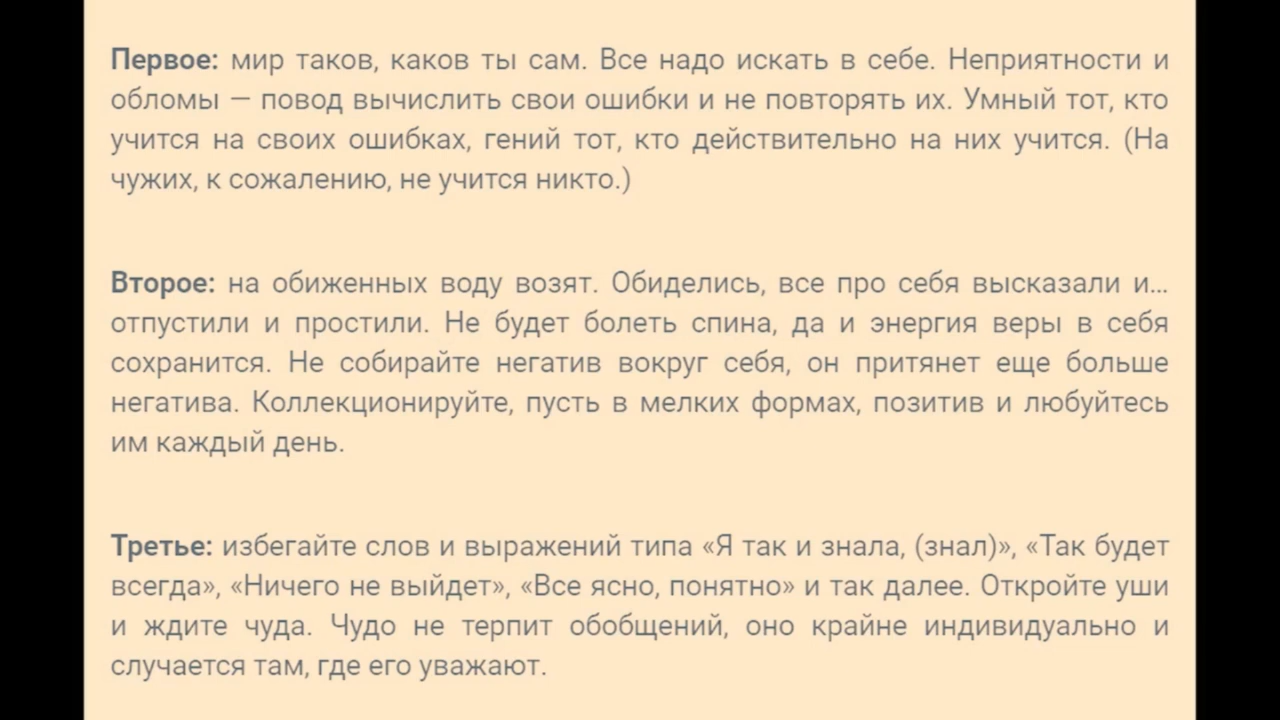 Первое: мир таков, каков ты сам. Все надо искать в себе. Неприятности и
обломы — повод вычислить свои ошибки и не повторять их. Умный тот, кто
учится на своих ошибках, гений тот, кто действительно на них учится. (На
чужих, к сожалению, не учится никто.)
Второе: на обиженных воду возят. Обиделись, все про себя высказали и...
отпустили и простили. Не будет болеть спина, да и энергия веры в себя
сохранится. Не собирайте негатив вокруг себя, он притянет еще больше
негатива. Коллекционируйте, пусть в мелких формах, позитив и любуйтесь
им каждый день.
Третье: избегайте слов и выражений типа «Я так и знала, (знал)», «Так будет
всегда», «Ничего не выйдет», «Все ясно, понятно» и так далее. Откройте уши
и ждите чуда. Чудо не терпит обобщений, оно крайне индивидуально и
случается там, где его уважают.